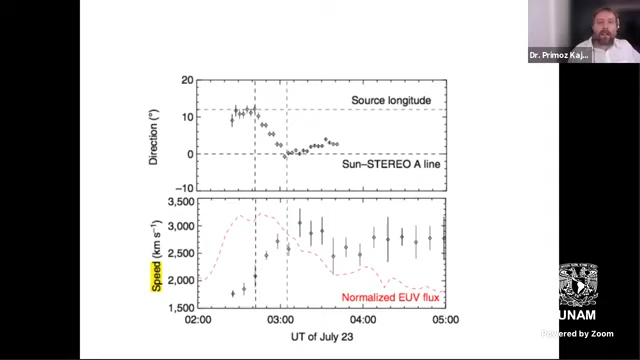 Dr. Primoz Kaj...
20
10
0
−10
Direction (°)
Source longitude
Sun–STEREO A line
3,500
3,000
2,500
2,000
1,500
Speed (km s⁻¹)
Normalized EUV flux
02:00
03:00
04:00
05:00
UT of July 23
UNAM
Powered by Zoom